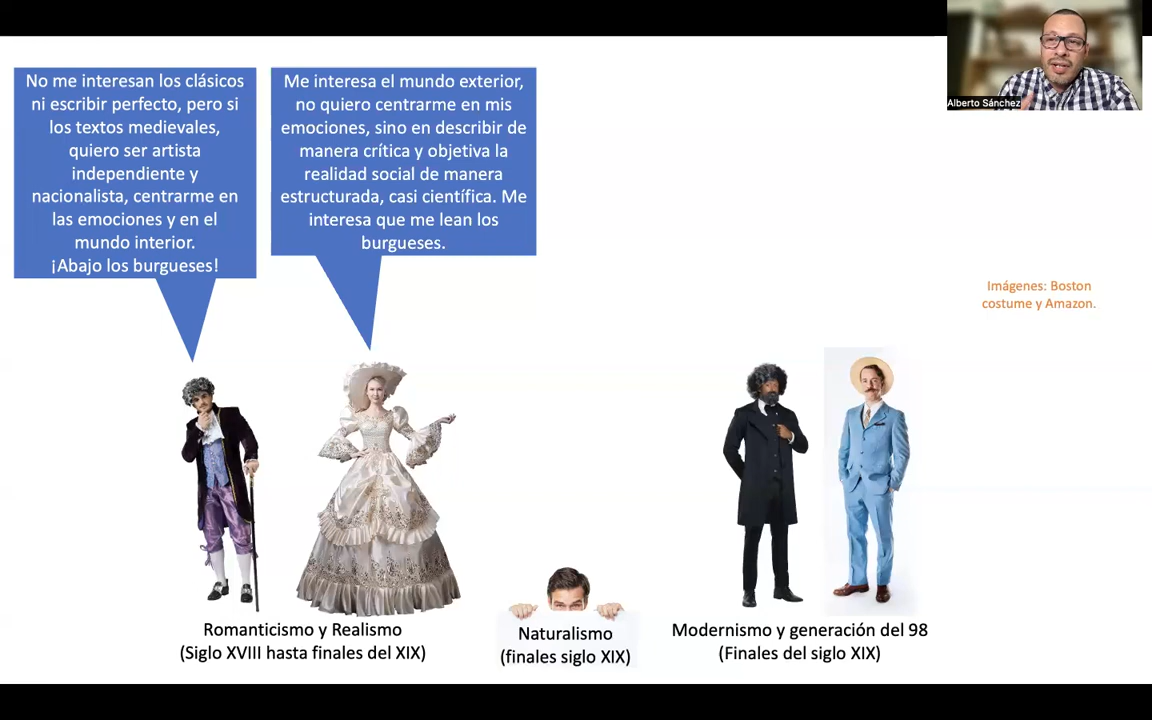 No me interesan los clásicos
ni escribir perfecto, pero si
los textos medievales,
quiero ser artista
independiente y
nacionalista, centrarme en
las emociones y en el
mundo interior.
¡Abajo los burgueses!
Me interesa el mundo exterior,
no quiero centrarme en mis
emociones, sino en describir de
manera crítica y objetiva la
realidad social de manera
estructurada, casi científica. Me
interesa que me lean los
burgueses.
Alberto Sánchez
Imágenes: Boston
costume y Amazon.
Romanticismo y Realismo
(Siglo XVIII hasta finales del XIX)
Naturalismo
(finales siglo XIX)
Modernismo y generación del 98
(Finales del siglo XIX)